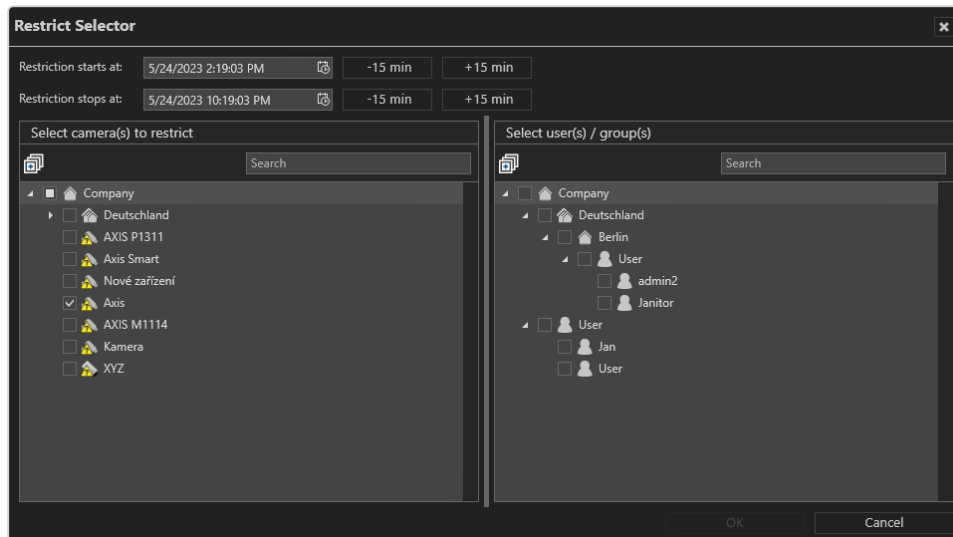 Restrict Selector
Restriction starts at: 5/24/2023 2:19:03 PM -15 min +15 min
Restriction stops at: 5/24/2023 10:19:03 PM -15 min +15 min
Select camera(s) to restrict
Search
Company
Deutschland
AXIS P1311
Axis Smart
Nové zařízení
Axis
AXIS M1114
Kamera
XYZ
Select user(s) / group(s)
Search
Company
Deutschland
Berlin
User
admin2
Janitor
User
Jan
User
OK Cancel